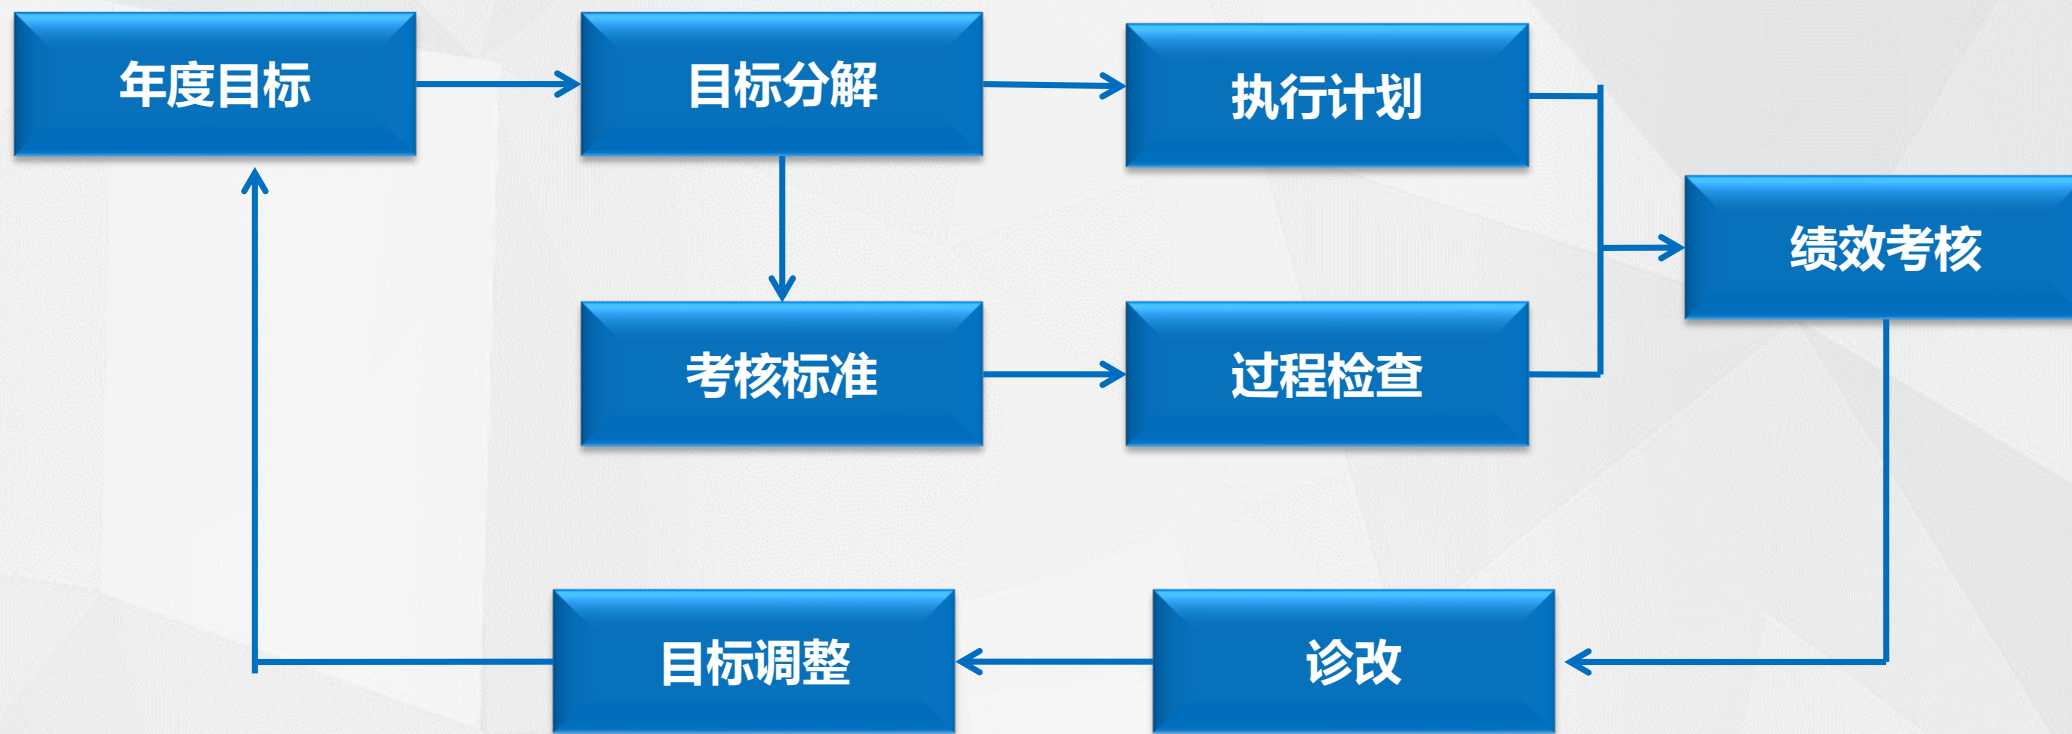 年度目标
目标分解
执行计划
绩效考核
考核标准
过程检查
目标调整
诊改